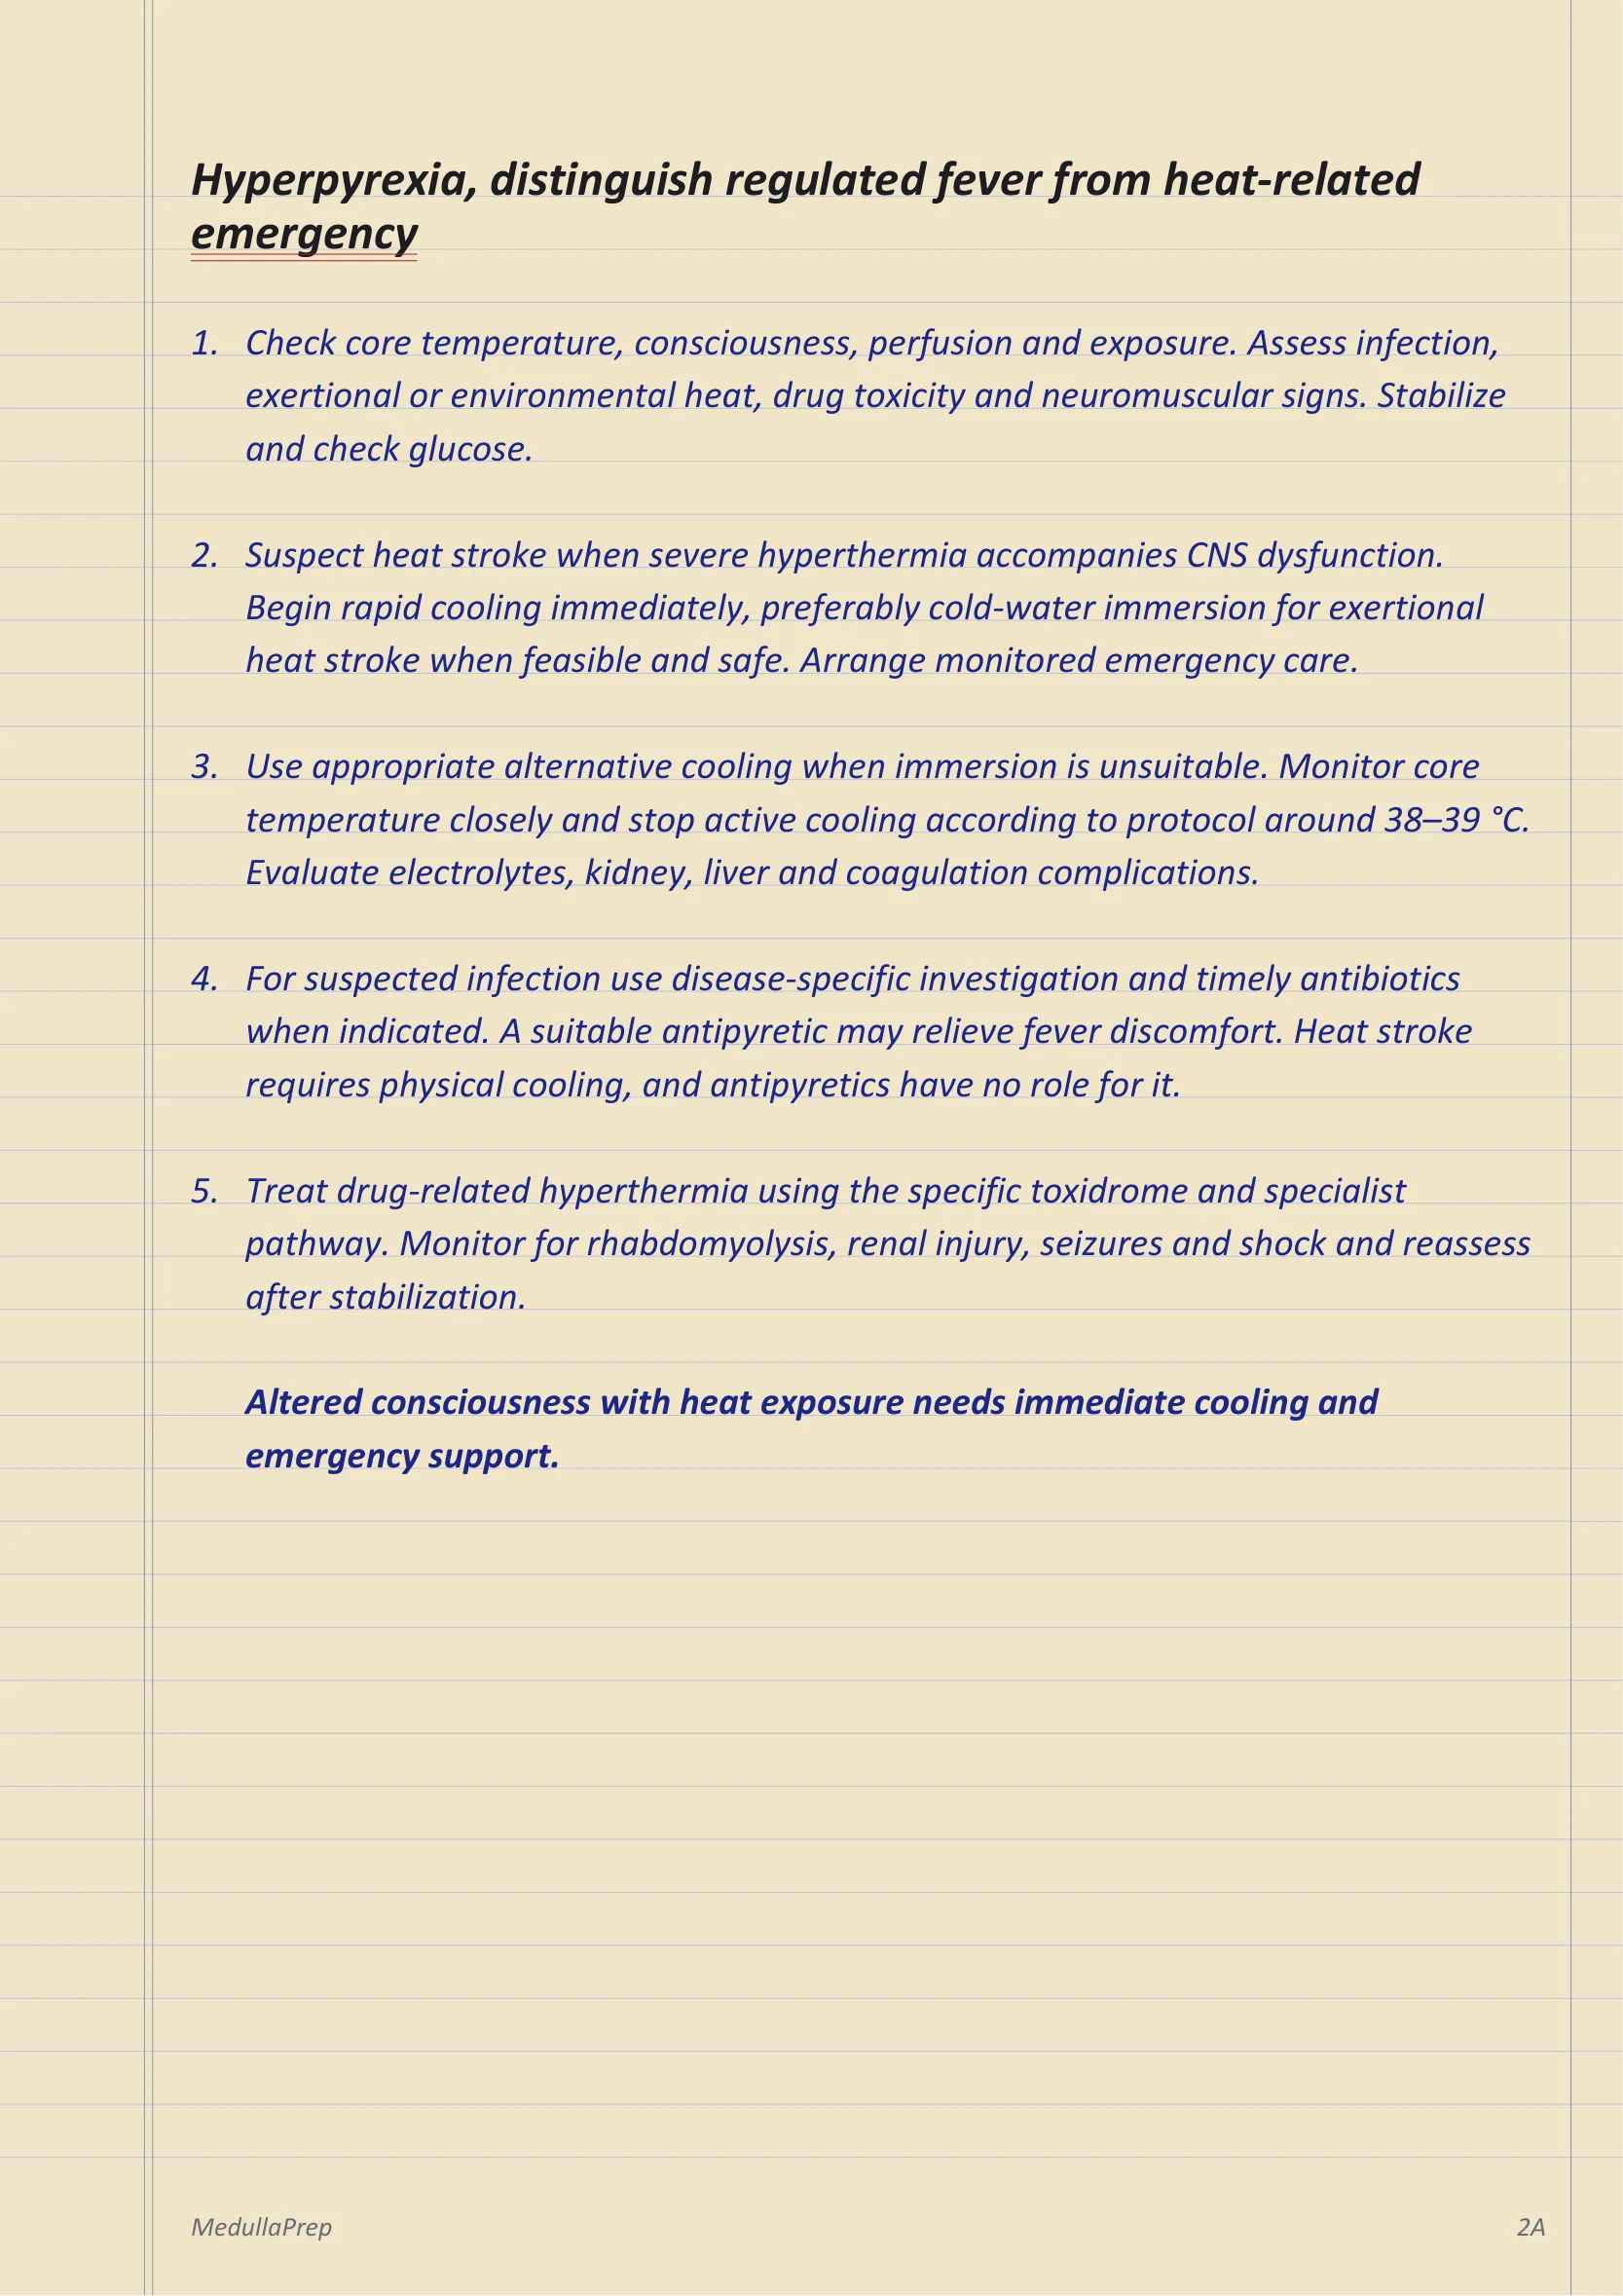 Hyperpyrexia, distinguish regulated fever from heat-related
emergency
1. Check core temperature, consciousness, perfusion and exposure. Assess infection,
exertional or environmental heat, drug toxicity and neuromuscular signs. Stabilize
and check glucose.
2. Suspect heat stroke when severe hyperthermia accompanies CNS dysfunction.
Begin rapid cooling immediately, preferably cold-water immersion for exertional
heat stroke when feasible and safe. Arrange monitored emergency care.
3. Use appropriate alternative cooling when immersion is unsuitable. Monitor core
temperature closely and stop active cooling according to protocol around 38–39 °C.
Evaluate electrolytes, kidney, liver and coagulation complications.
4. For suspected infection use disease-specific investigation and timely antibiotics
when indicated. A suitable antipyretic may relieve fever discomfort. Heat stroke
requires physical cooling, and antipyretics have no role for it.
5. Treat drug-related hyperthermia using the specific toxidrome and specialist
pathway. Monitor for rhabdomyolysis, renal injury, seizures and shock and reassess
after stabilization.
Altered consciousness with heat exposure needs immediate cooling and
emergency support.
MedullaPrep
2A